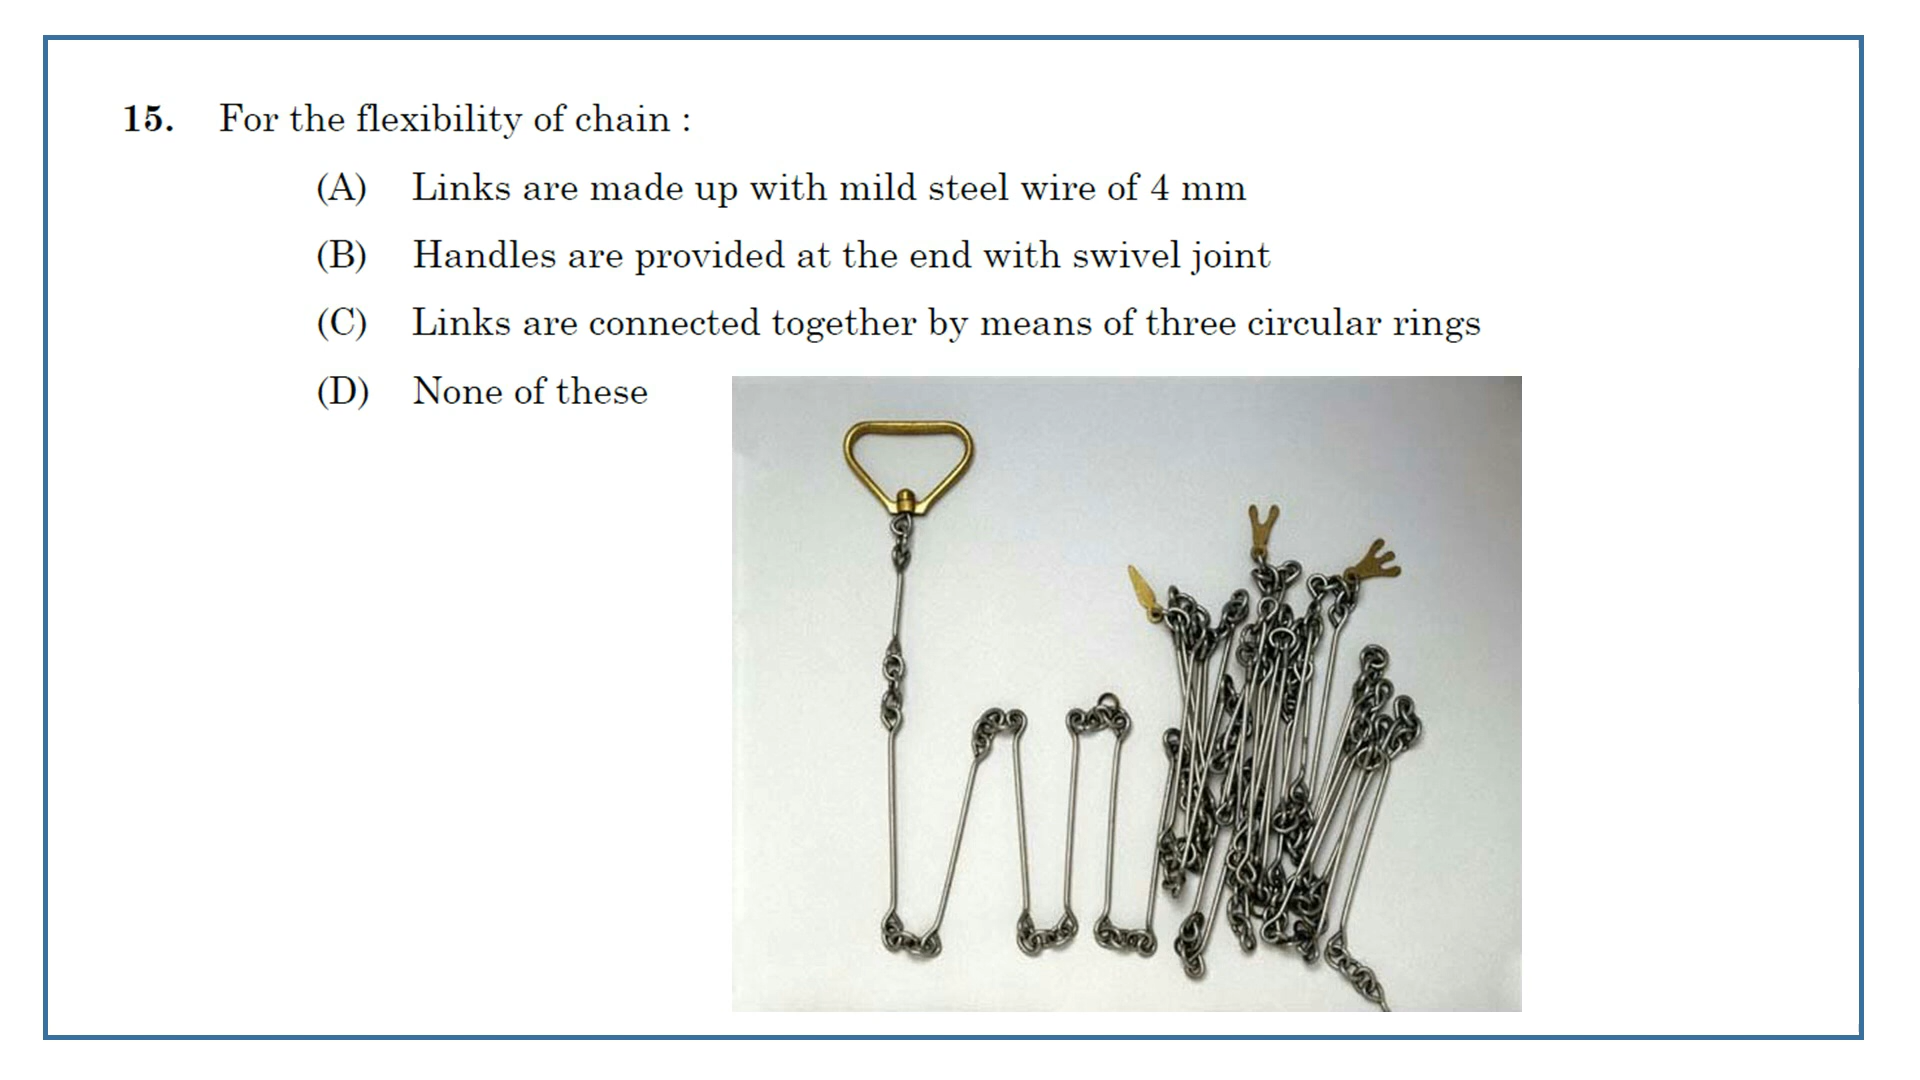 15. For the flexibility of chain :
(A) Links are made up with mild steel wire of 4 mm
(B) Handles are provided at the end with swivel joint
(C) Links are connected together by means of three circular rings
(D) None of these